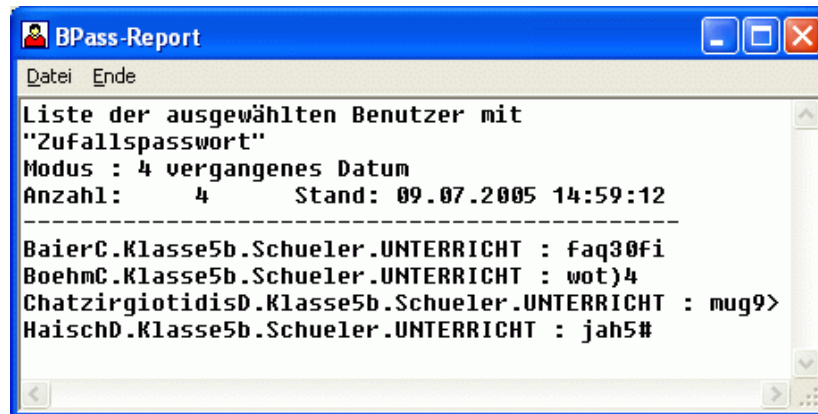 BPass-Report
Datei Ende
Liste der ausgewählten Benutzer mit
"Zufallspasswort"
Modus : 4 vergangenes Datum
Anzahl: 4 Stand: 09.07.2005 14:59:12
--------------------------------------------------
BaierC.Klasse5b.Schueler.UNTERRICHT : faq30fi
BoehmC.Klasse5b.Schueler.UNTERRICHT : wot)4
ChatzirgiotidisD.Klasse5b.Schueler.UNTERRICHT : mug9>
HaischD.Klasse5b.Schueler.UNTERRICHT : jah5#